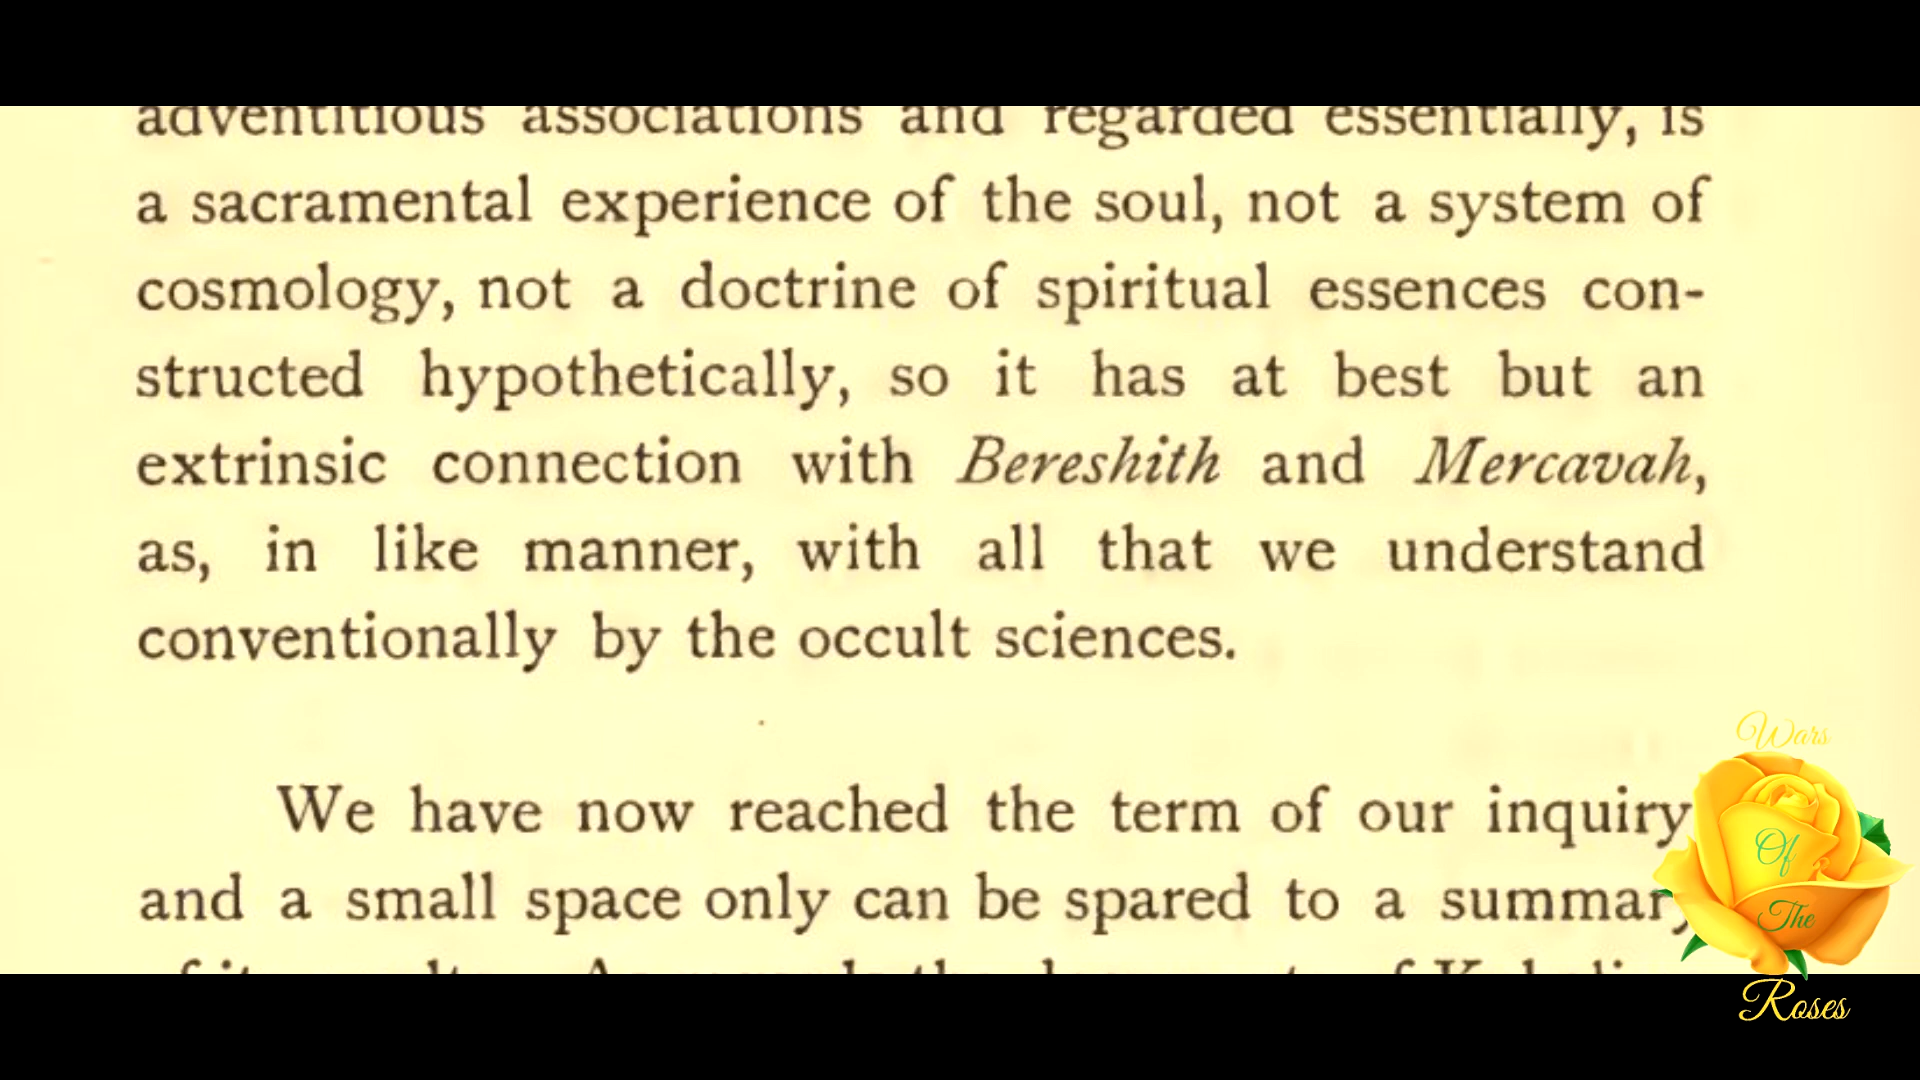 adventitious associations and regarded essentially, is
a sacramental experience of the soul, not a system of
cosmology, not a doctrine of spiritual essences con-
structed hypothetically, so it has at best but an
extrinsic connection with Bereshith and Mercavah,
as, in like manner, with all that we understand
conventionally by the occult sciences.
We have now reached the term of our inquiry
and a small space only can be spared to a summary
Wars
Of
The
Roses